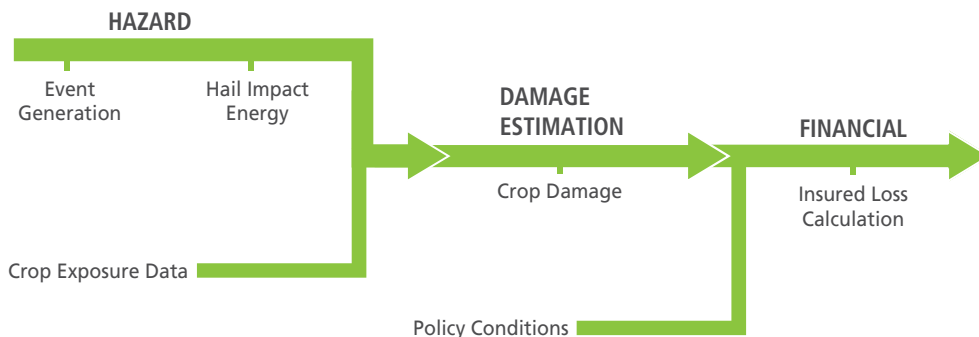 HAZARD
Event
Generation
Hail Impact
Energy
DAMAGE
ESTIMATION
FINANCIAL
Crop Damage
Insured Loss
Calculation
Crop Exposure Data
Policy Conditions